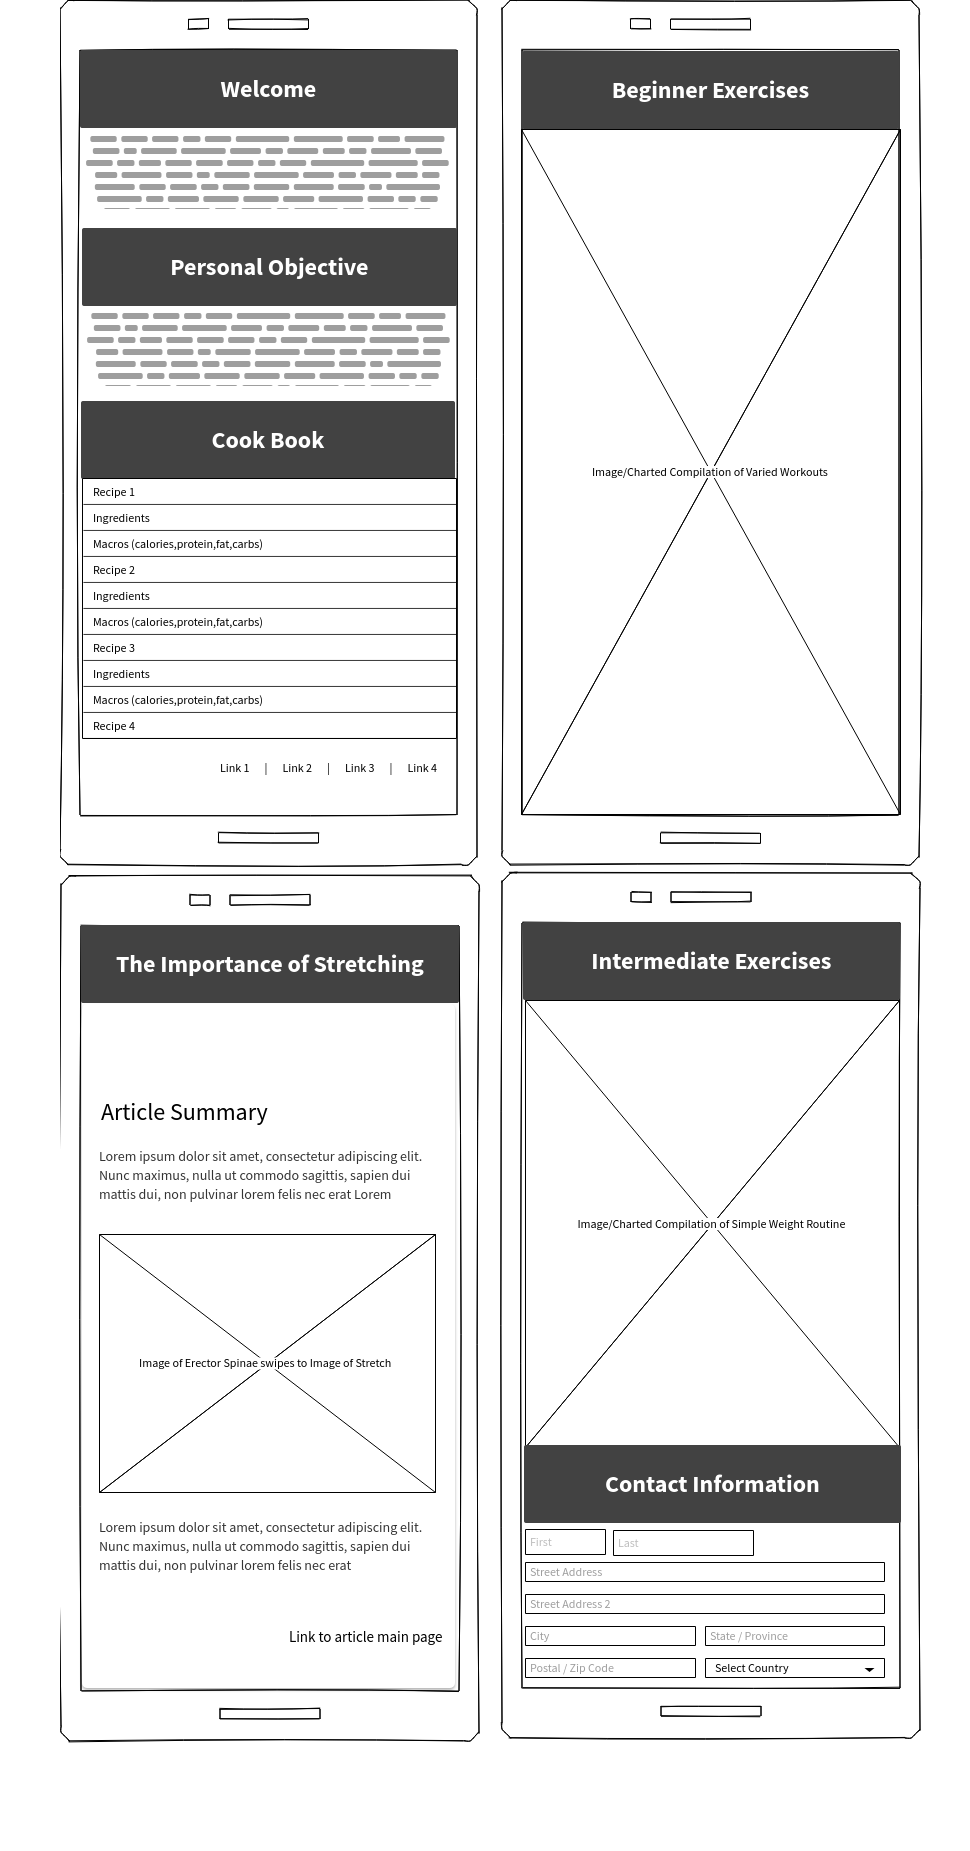 Welcome
Personal Objective
Cook Book
Recipe 1
Ingredients
Macros (calories,protein,fat,carbs)
Recipe 2
Ingredients
Macros (calories,protein,fat,carbs)
Recipe 3
Ingredients
Macros (calories,protein,fat,carbs)
Recipe 4
Link 1 | Link 2 | Link 3 | Link 4
Beginner Exercises
Image/Charted Compilation of Varied Workouts
The Importance of Stretching
Article Summary
Lorem ipsum dolor sit amet, consectetur adipiscing elit.
Nunc maximus, nulla ut commodo sagittis, sapien dui
mattis dui, non pulvinar lorem felis nec erat Lorem
Image of Erector Spinae swipes to Image of Stretch
Lorem ipsum dolor sit amet, consectetur adipiscing elit.
Nunc maximus, nulla ut commodo sagittis, sapien dui
mattis dui, non pulvinar lorem felis nec erat
Link to article main page
Intermediate Exercises
Image/Charted Compilation of Simple Weight Routine
Contact Information
First Last
Street Address
Street Address 2
City State / Province
Postal / Zip Code Select Country